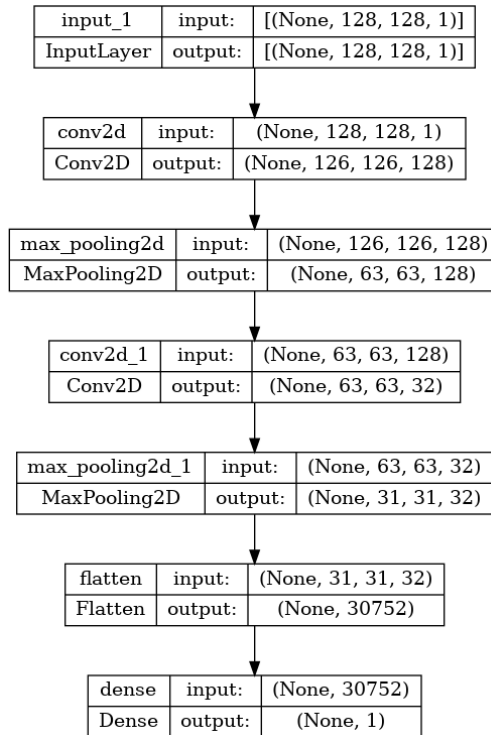 input_1 input: [(None, 128, 128, 1)]
InputLayer output: [(None, 128, 128, 1)]
conv2d input: (None, 128, 128, 1)
Conv2D output: (None, 126, 126, 128)
max_pooling2d input: (None, 126, 126, 128)
MaxPooling2D output: (None, 63, 63, 128)
conv2d_1 input: (None, 63, 63, 128)
Conv2D output: (None, 63, 63, 32)
max_pooling2d_1 input: (None, 63, 63, 32)
MaxPooling2D output: (None, 31, 31, 32)
flatten input: (None, 31, 31, 32)
Flatten output: (None, 30752)
dense input: (None, 30752)
Dense output: (None, 1)